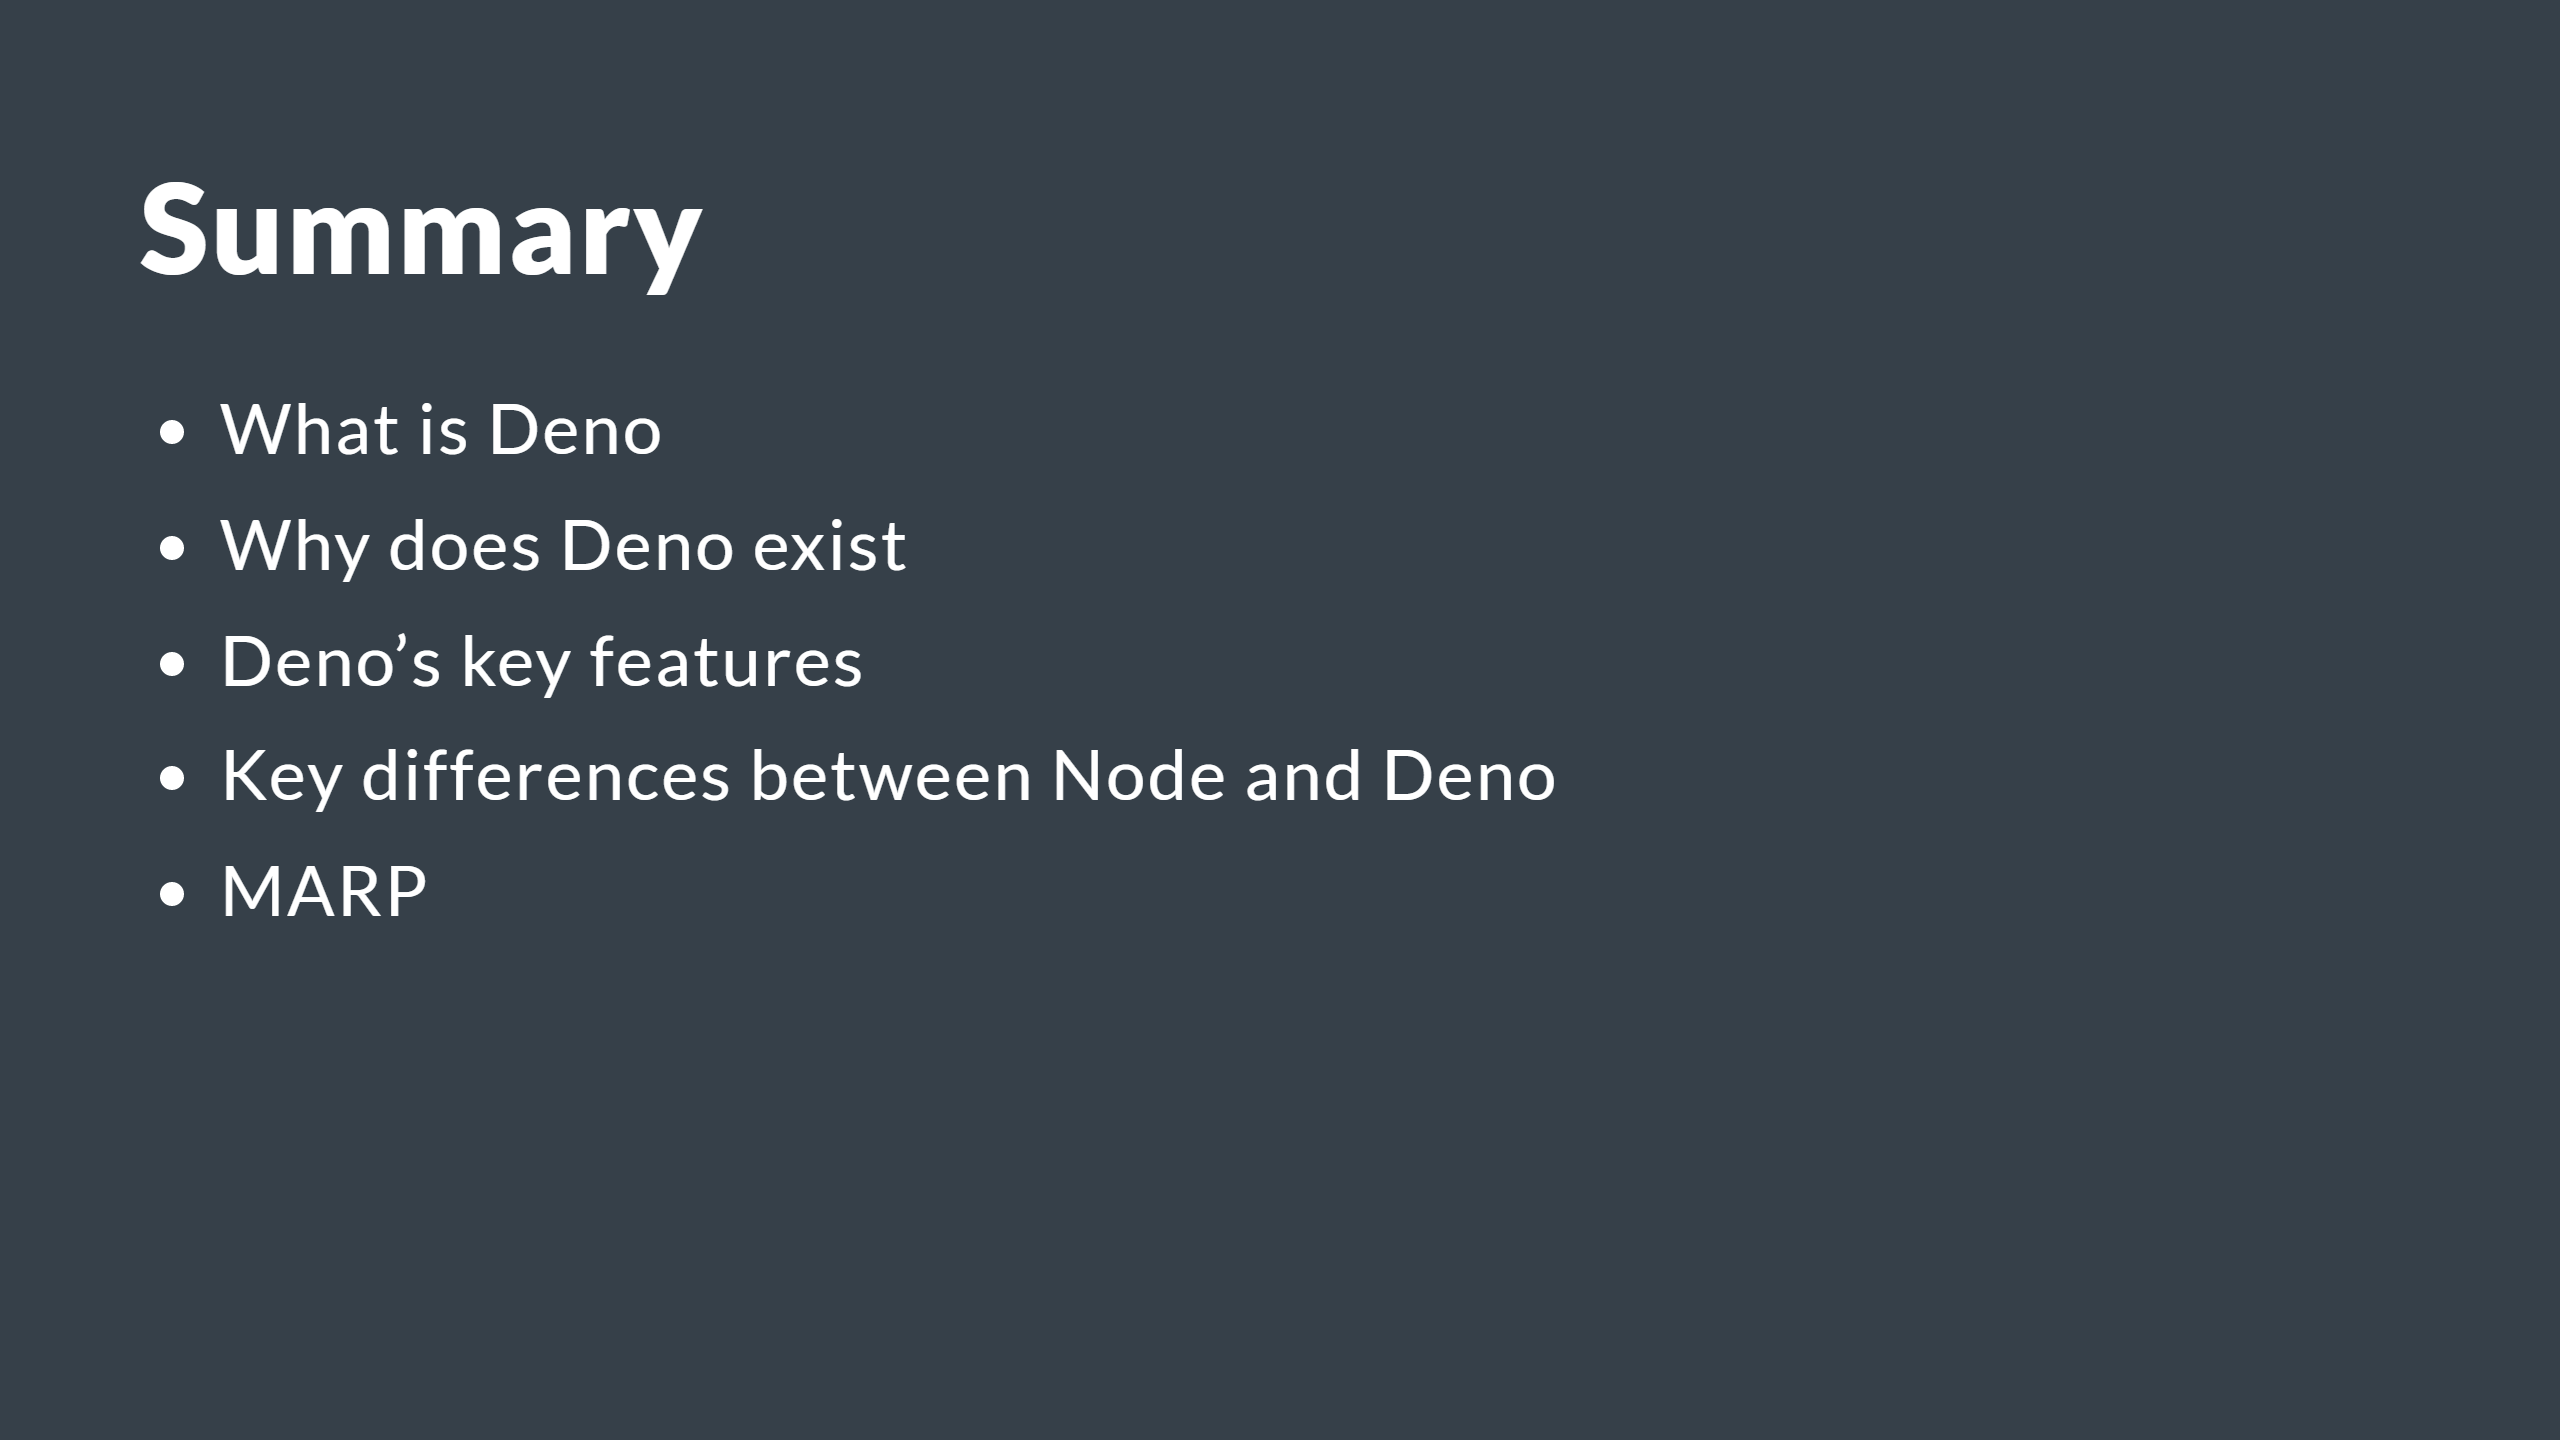 Summary
• What is Deno
• Why does Deno exist
• Deno’s key features
• Key differences between Node and Deno
• MARP